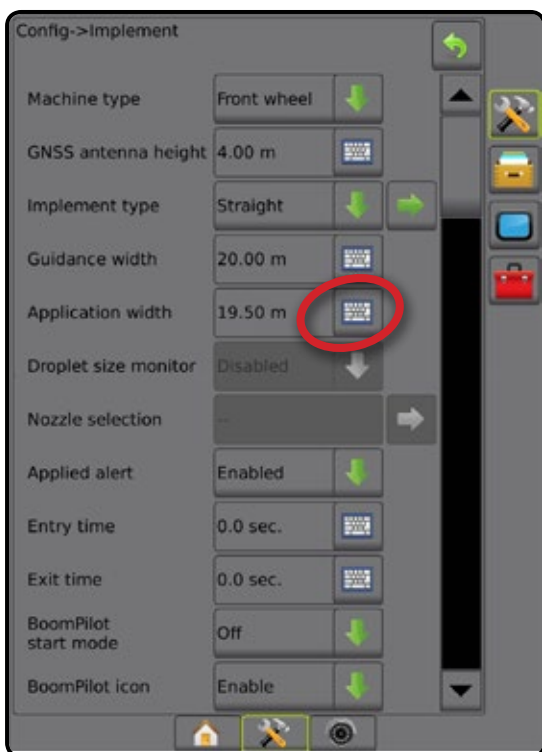 Config->Implement
Machine type Front wheel
GNSS antenna height 4.00 m
Implement type Straight
Guidance width 20.00 m
Application width 19.50 m
Droplet size monitor Disabled
Nozzle selection --
Applied alert Enabled
Entry time 0.0 sec.
Exit time 0.0 sec.
BoomPilot
start mode Off
BoomPilot icon Enable